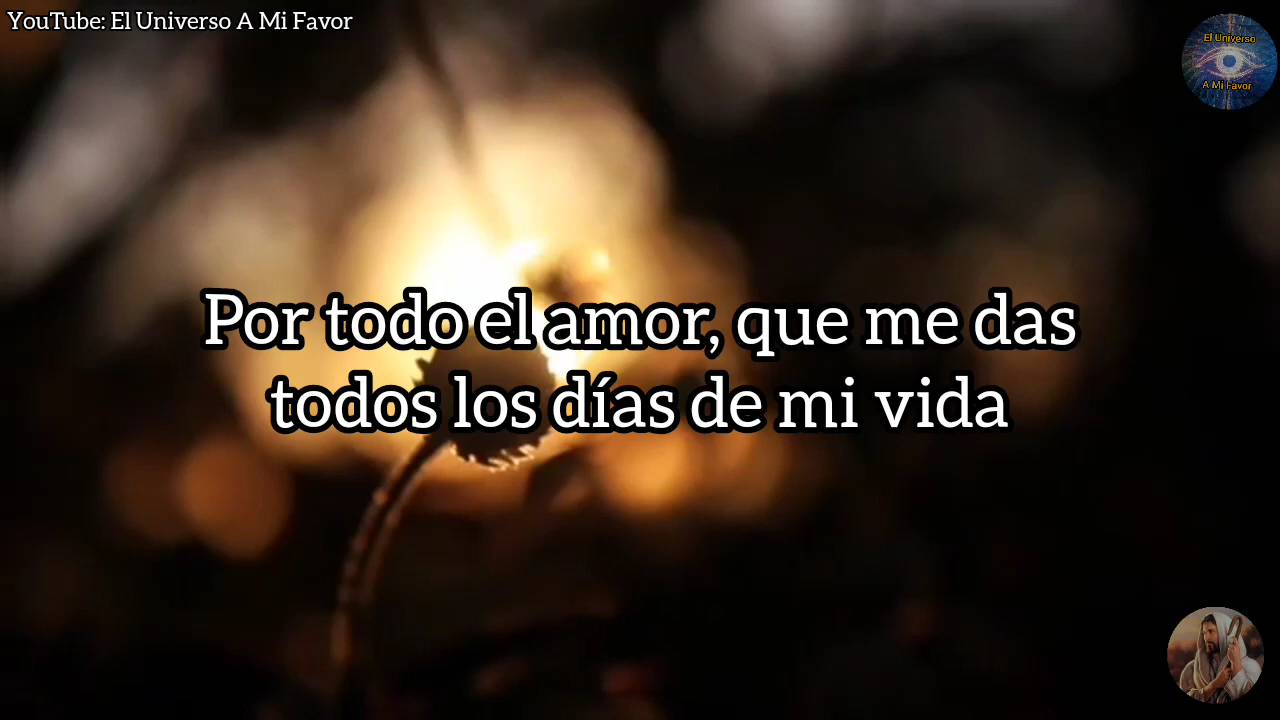 YouTube: El Universo A Mi Favor
El Universo
A Mi Favor
Por todo el amor, que me das
todos los días de mi vida